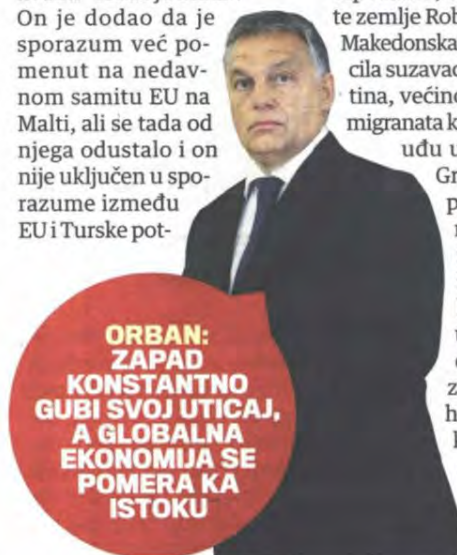 On je dodao da je
sporazum već po-
menut na nedav-
nom samitu EU na
Malti, ali se tada od
njega odustalo i on
nije uključen u spo-
razume između
EU i Turske pot-
ORBAN:
ZAPAD
KONSTANTNO
GUBI SVOJ UTICAJ,
A GLOBALNA
EKONOMIJA SE
POMERA KA
ISTOKU
te zemlje Rob
Makedonska
cila suzavac
tina, većino
migranata k
uđu u
Gr